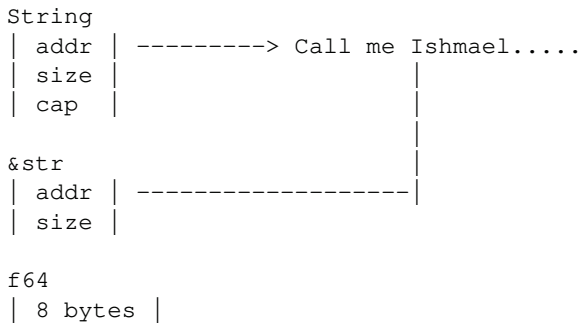 String
| addr | ---------> Call me Ishmael.....
| size | |
| cap | |
|
&str |
| addr | -------------------|
| size |
f64
| 8 bytes |